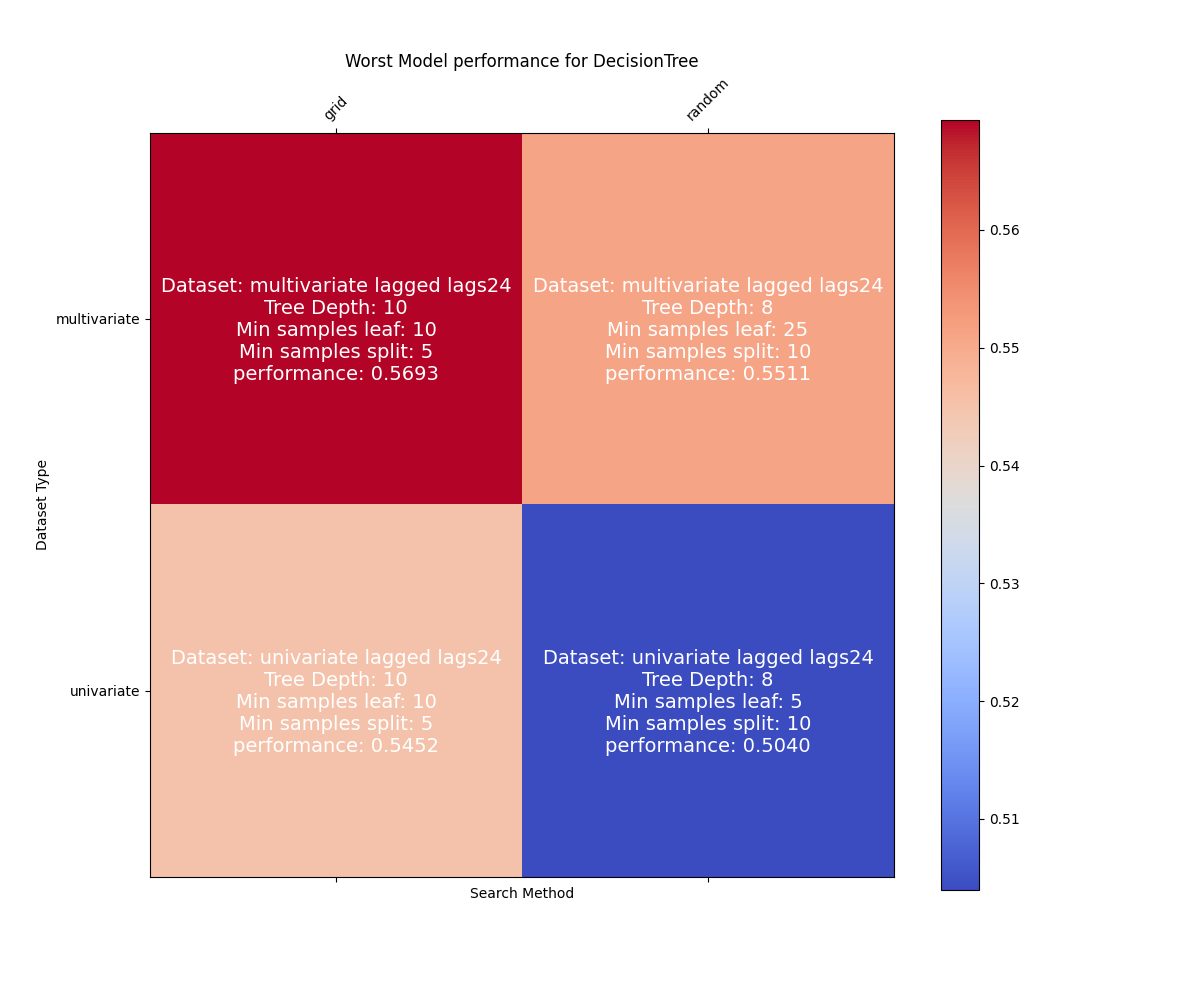 Worst Model performance for DecisionTree
grid
random
Dataset: multivariate lagged lags24
Tree Depth: 10
Min samples leaf: 10
Min samples split: 5
performance: 0.5693
Dataset: multivariate lagged lags24
Tree Depth: 8
Min samples leaf: 25
Min samples split: 10
performance: 0.5511
multivariate
Dataset Type
Dataset: univariate lagged lags24
Tree Depth: 10
Min samples leaf: 10
Min samples split: 5
performance: 0.5452
Dataset: univariate lagged lags24
Tree Depth: 8
Min samples leaf: 5
Min samples split: 10
performance: 0.5040
univariate
Search Method
0.56
0.55
0.54
0.53
0.52
0.51